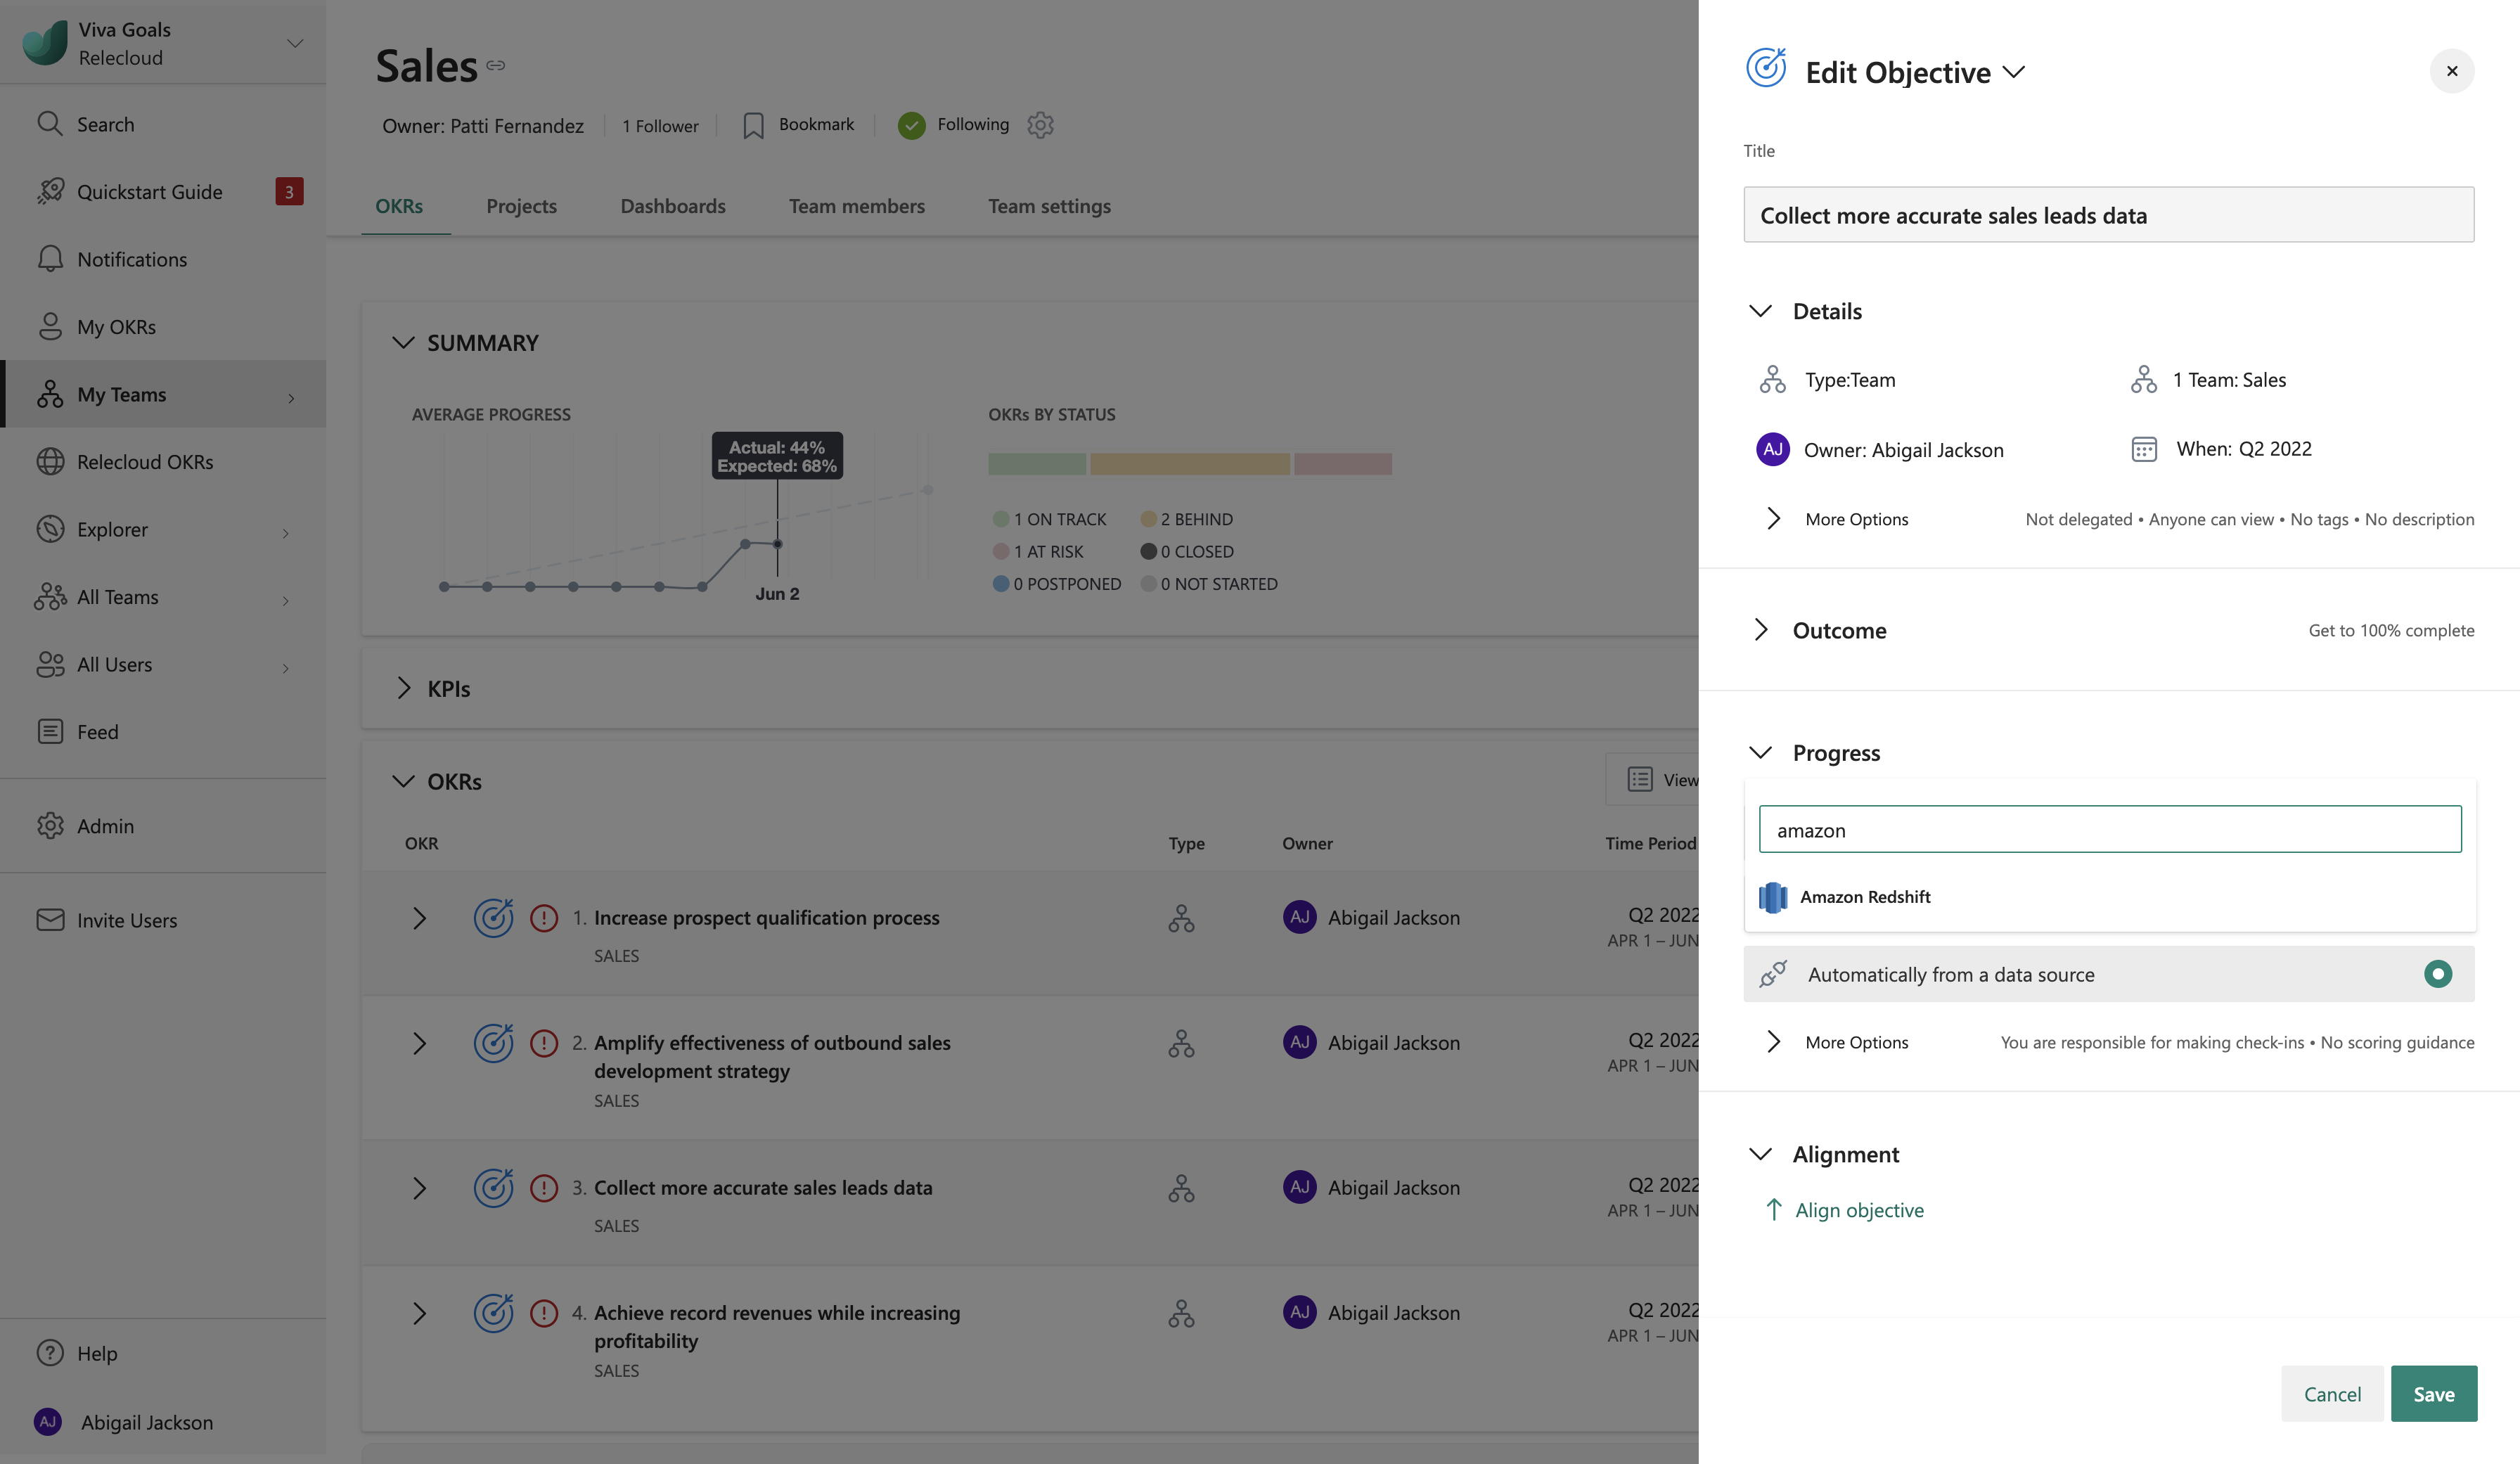 Viva Goals
Relecloud
Search
Quickstart Guide
3
Notifications
My OKRs
My Teams
Relecloud OKRs
Explorer
All Teams
All Users
Feed
Admin
Invite Users
Help
AJ
Abigail Jackson
Sales
Owner: Patti Fernandez
1 Follower
Bookmark
Following
OKRs
Projects
Dashboards
Team members
Team settings
SUMMARY
AVERAGE PROGRESS
Actual: 44%
Expected: 68%
Jun 2
OKRs BY STATUS
1 ON TRACK
2 BEHIND
1 AT RISK
0 CLOSED
0 POSTPONED
0 NOT STARTED
KPIs
OKRs
View
OKR
Type
Owner
Time Period
1. Increase prospect qualification process
SALES
AJ
Abigail Jackson
Q2 2022
APR 1 – JUN
2. Amplify effectiveness of outbound sales
development strategy
SALES
AJ
Abigail Jackson
Q2 2022
APR 1 – JUN
3. Collect more accurate sales leads data
SALES
AJ
Abigail Jackson
Q2 2022
APR 1 – JUN
4. Achieve record revenues while increasing
profitability
SALES
AJ
Abigail Jackson
Q2 2022
APR 1 – JUN
Edit Objective
Title
Collect more accurate sales leads data
Details
Type:Team
1 Team: Sales
AJ
Owner: Abigail Jackson
When: Q2 2022
More Options
Not delegated • Anyone can view • No tags • No description
Outcome
Get to 100% complete
Progress
amazon
Amazon Redshift
Automatically from a data source
More Options
You are responsible for making check-ins • No scoring guidance
Alignment
Align objective
Cancel
Save